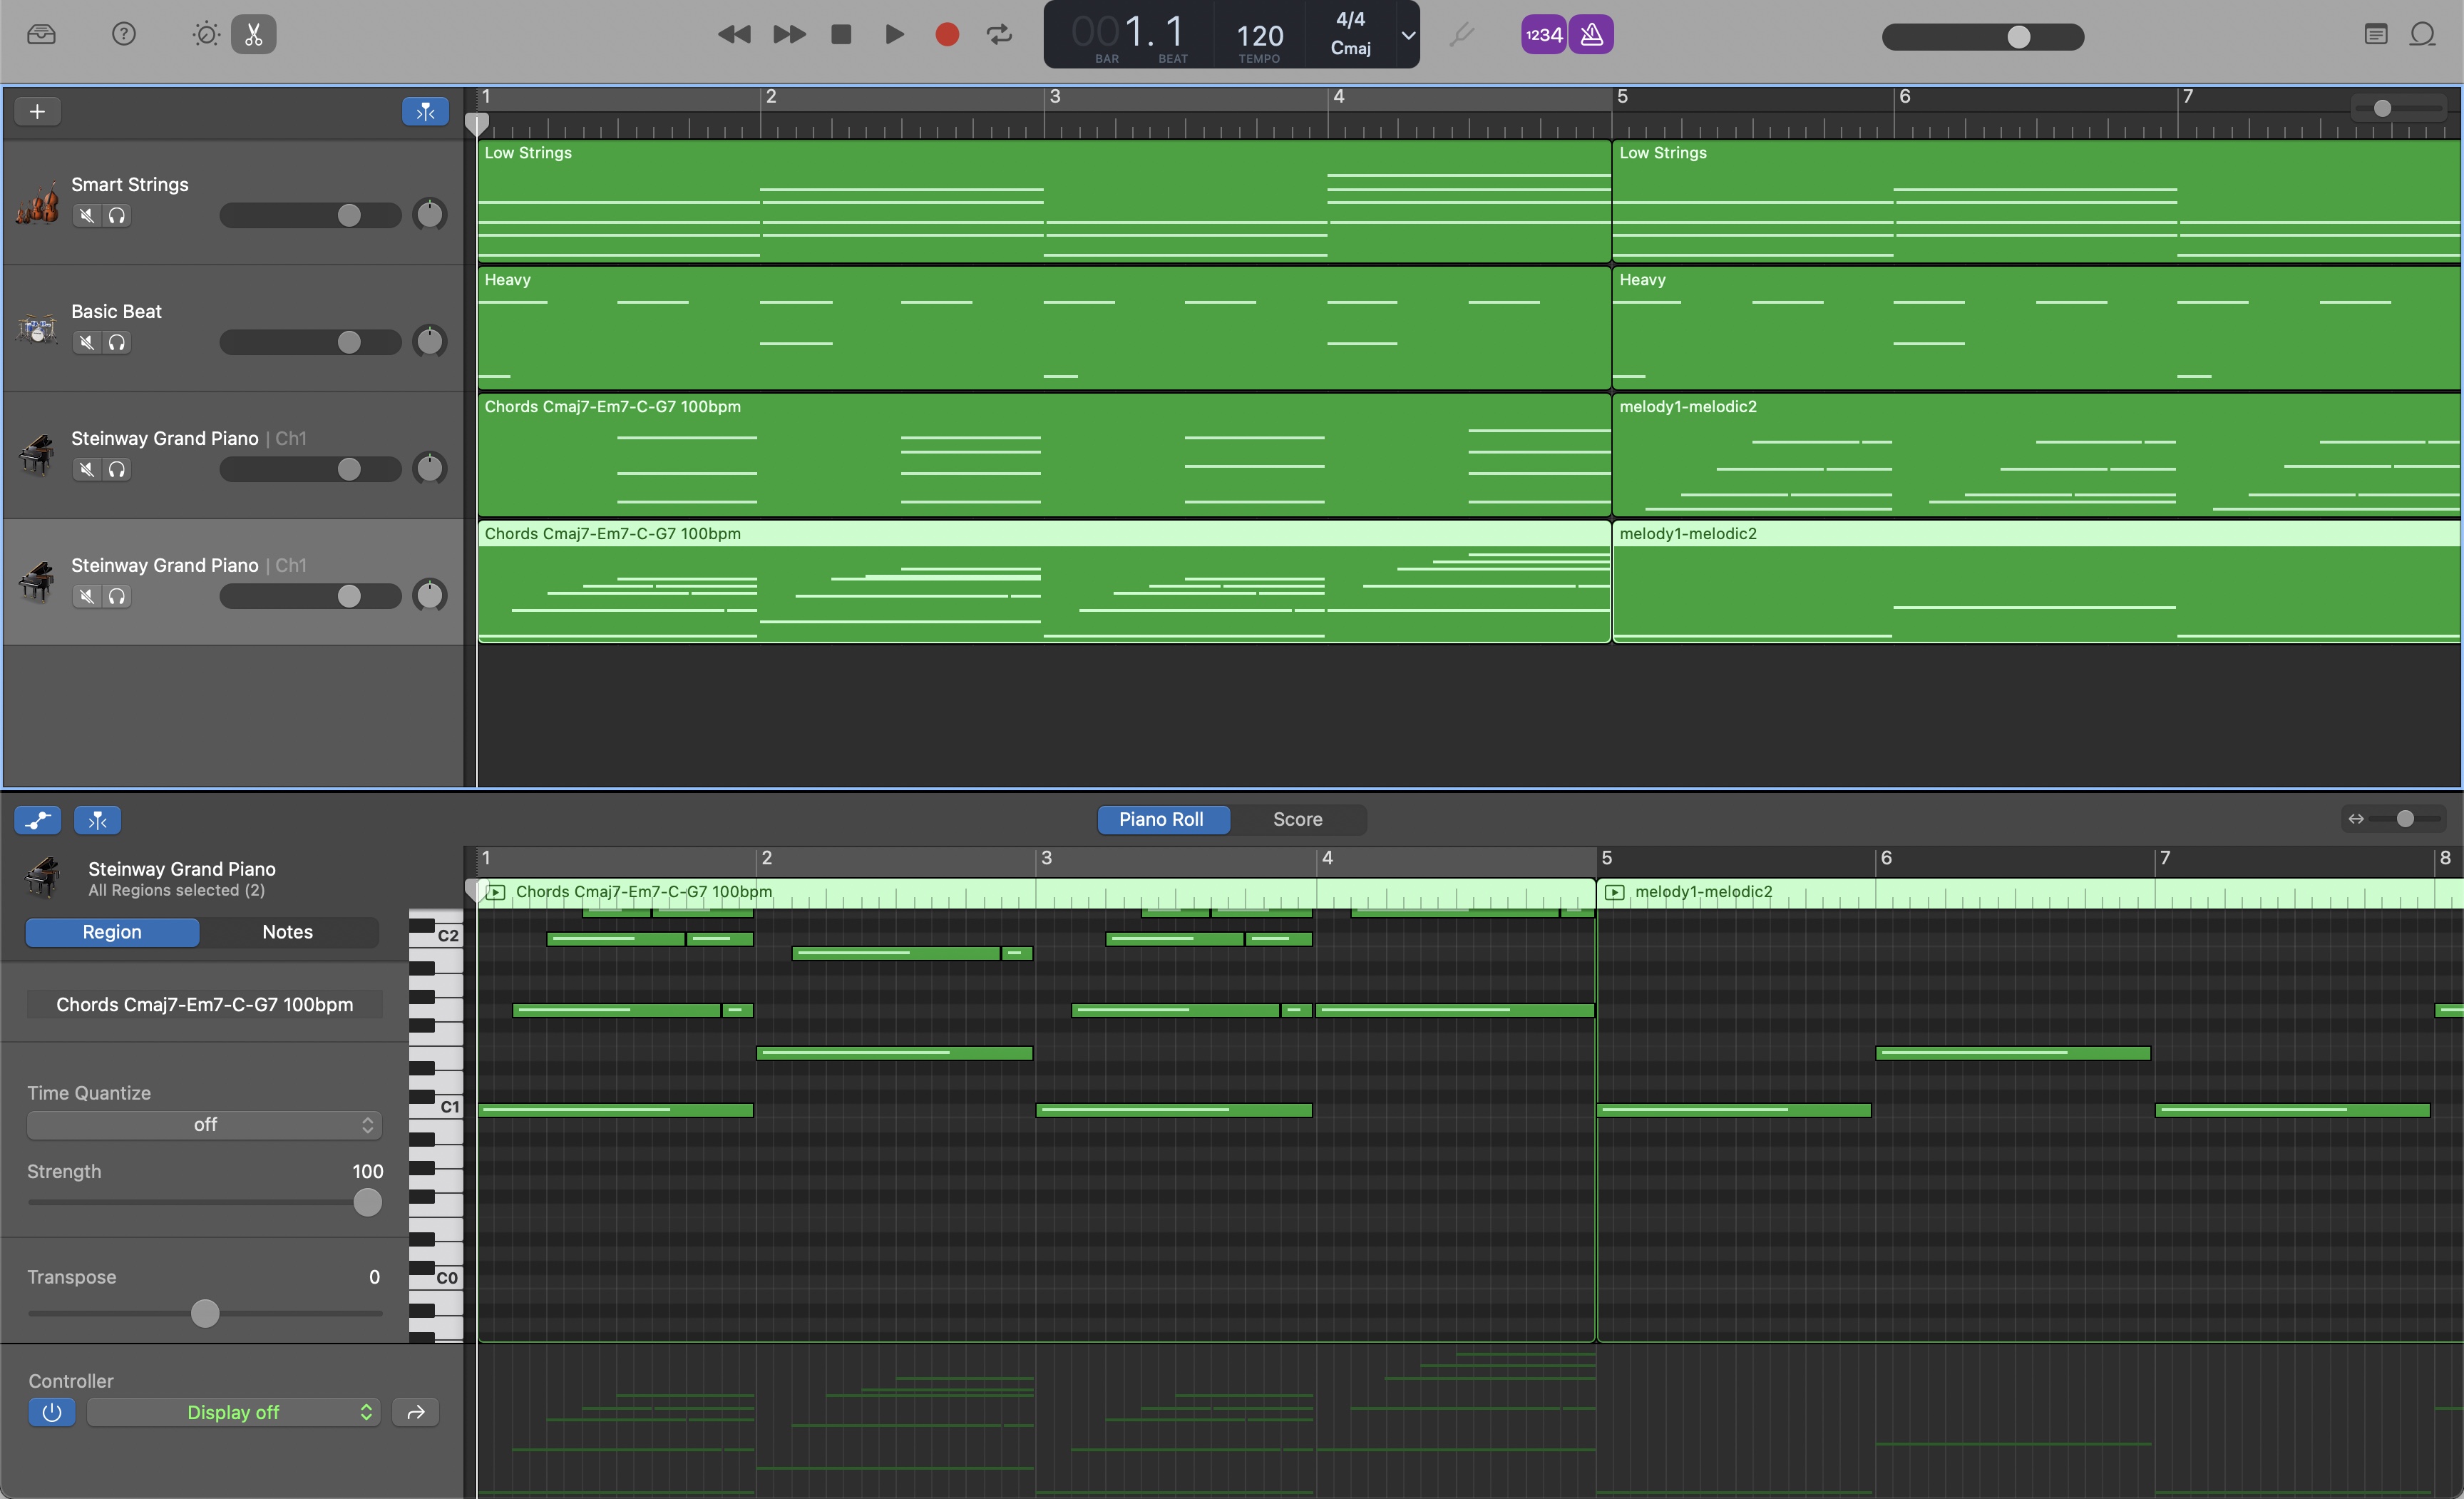 001. 1
BAR
BEAT
120
TEMPO
4/4
Cmaj
1234
1 2 3 4 5 6 7
Smart Strings
Low Strings
Low Strings
Basic Beat
Heavy
Heavy
Steinway Grand Piano | Ch1
Chords Cmaj7-Em7-C-G7 100bpm
melody1-melodic2
Steinway Grand Piano | Ch1
Chords Cmaj7-Em7-C-G7 100bpm
melody1-melodic2
Piano Roll
Score
Steinway Grand Piano
All Regions selected (2)
1 2 3 4 5 6 7 8
Chords Cmaj7-Em7-C-G7 100bpm
melody1-melodic2
Region
Notes
C2
Chords Cmaj7-Em7-C-G7 100bpm
Time Quantize
off
C1
Strength 100
Transpose 0
C0
Controller
Display off